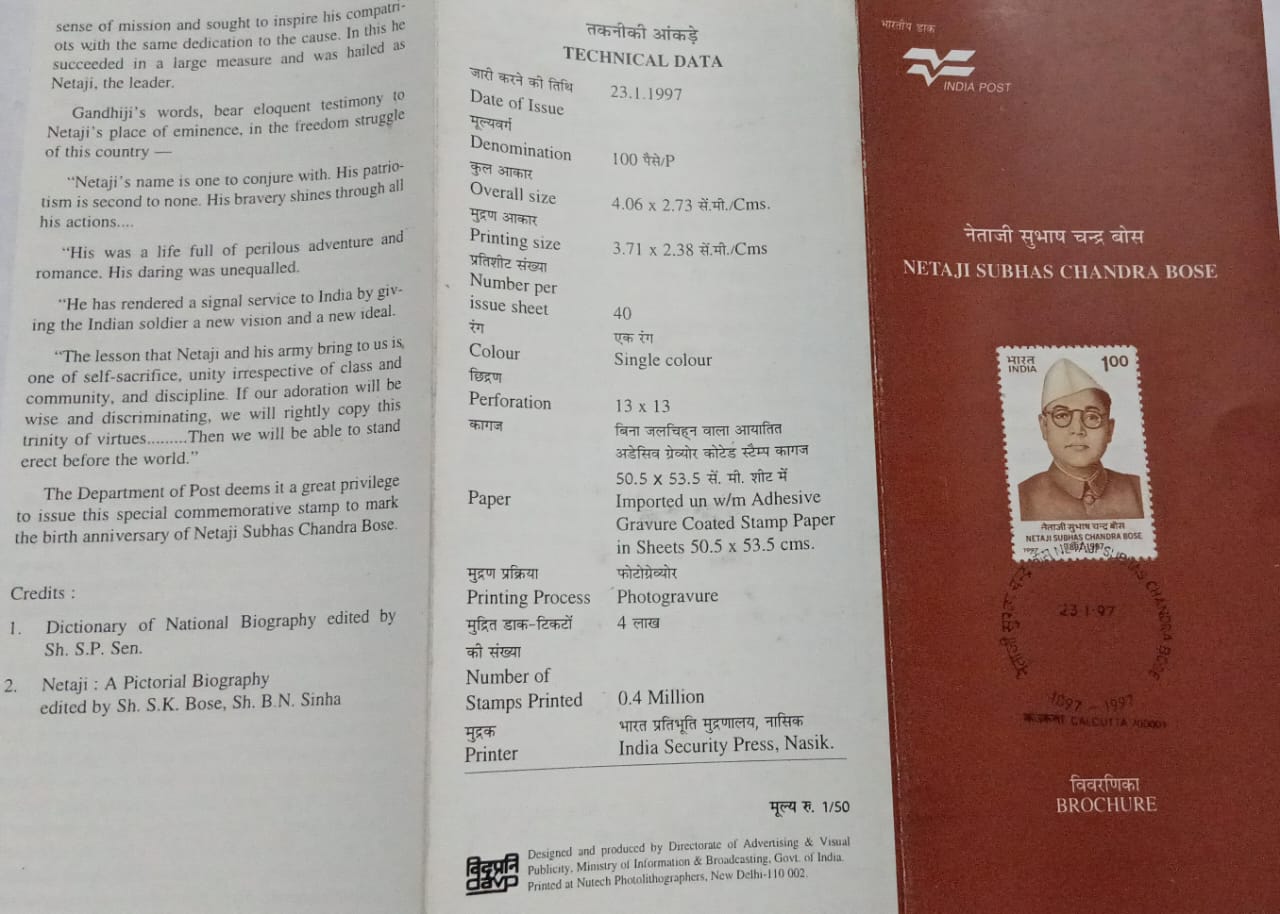 sense of mission and sought to inspire his compatri-
ots with the same dedication to the cause. In this he
succeeded in a large measure and was hailed as
Netaji, the leader.
Gandhiji's words, bear eloquent testimony to
Netaji's place of eminence, in the freedom struggle
of this country —
“Netaji's name is one to conjure with. His patrio-
tism is second to none. His bravery shines through all
his actions....
“His was a life full of perilous adventure and
romance. His daring was unequalled.
“He has rendered a signal service to India by giv-
ing the Indian soldier a new vision and a new ideal.
“The lesson that Netaji and his army bring to us is,
one of self-sacrifice, unity irrespective of class and
community, and discipline. If our adoration will be
wise and discriminating, we will rightly copy this
trinity of virtues.........Then we will be able to stand
erect before the world.”
The Department of Post deems it a great privilege
to issue this special commemorative stamp to mark
the birth anniversary of Netaji Subhas Chandra Bose.
Credits :
1. Dictionary of National Biography edited by
Sh. S.P. Sen.
2. Netaji : A Pictorial Biography
edited by Sh. S.K. Bose, Sh. B.N. Sinha
तकनीकी आंकड़े
TECHNICAL DATA
जारी करने की तिथि
Date of Issue 23.1.1997
मूल्यवर्ग
Denomination 100 पैसे/P
कुल आकार
Overall size 4.06 x 2.73 सें.मी./Cms.
मुद्रण आकार
Printing size 3.71 x 2.38 सें.मी./Cms
प्रतिशीट संख्या
Number per
issue sheet 40
रंग एक रंग
Colour Single colour
छिद्रण
Perforation 13 x 13
कागज बिना जलचिह्न वाला आयातित
अडेसिव ग्रेव्योर कोटेड स्टैम्प कागज
50.5 x 53.5 सें. मी. शीट में
Paper Imported un w/m Adhesive
Gravure Coated Stamp Paper
in Sheets 50.5 x 53.5 cms.
मुद्रण प्रक्रिया फोटोग्रेव्योर
Printing Process Photogravure
मुद्रित डाक-टिकटों 4 लाख
की संख्या
Number of
Stamps Printed 0.4 Million
मुद्रक भारत प्रतिभूति मुद्रणालय, नासिक
Printer India Security Press, Nasik.
मूल्य रु. 1/50
विदृप्रनि
davp
Designed and produced by Directorate of Advertising & Visual
Publicity, Ministry of Information & Broadcasting, Govt. of India.
Printed at Nutech Photolithographers, New Delhi-110 002.
भारतीय डाक
INDIA POST
नेताजी सुभाष चन्द्र बोस
NETAJI SUBHAS CHANDRA BOSE
भारत 100
INDIA
नेताजी सुभाष चन्द्र बोस
NETAJI SUBHAS CHANDRA BOSE
1997 1897-1997
नेताजी सुभाष चन्द्र बोस NETAJI SUBHAS CHANDRA BOSE
23-1-97
1897 - 1997
कलकत्ता CALCUTTA 700001
विवरणिका
BROCHURE